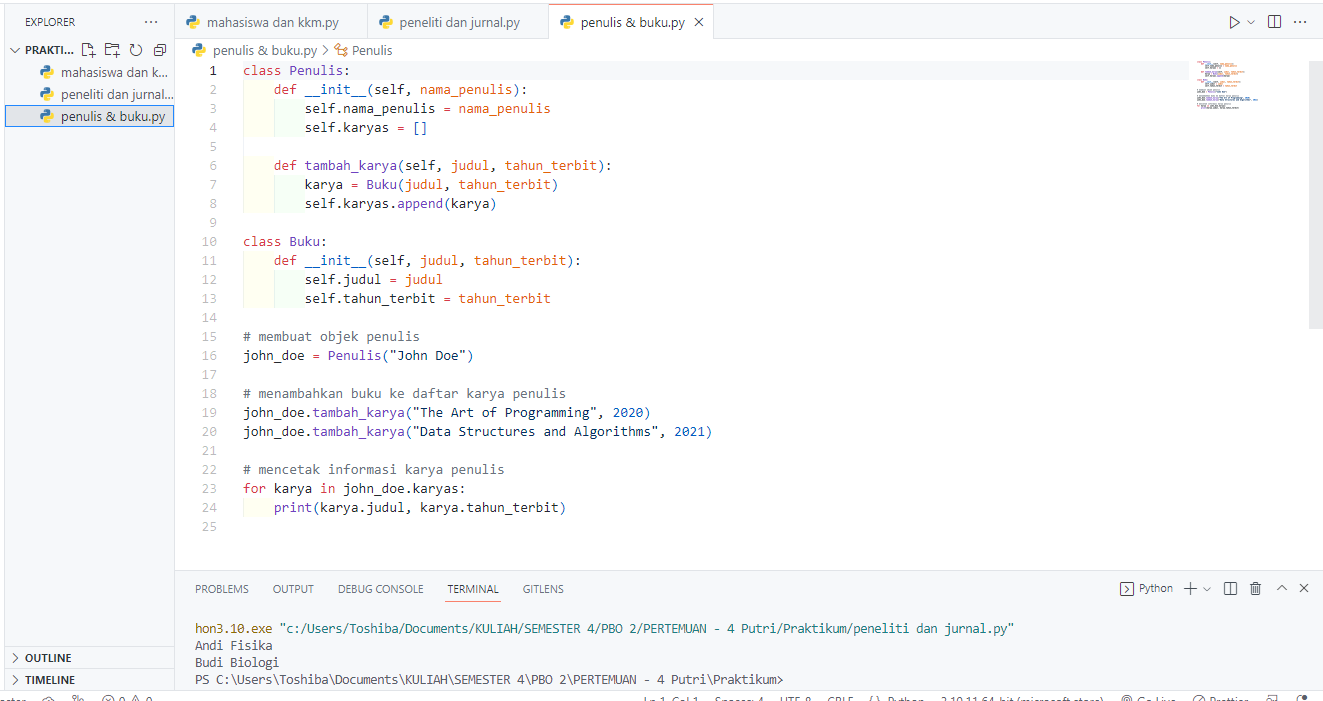 EXPLORER
mahasiswa dan kkm.py
peneliti dan jurnal.py
penulis & buku.py
PRAKTI...
mahasiswa dan k...
peneliti dan jurnal...
penulis & buku.py
penulis & buku.py > Penulis
1 class Penulis:
2 def __init__(self, nama_penulis):
3 self.nama_penulis = nama_penulis
4 self.karyas = []
5
6 def tambah_karya(self, judul, tahun_terbit):
7 karya = Buku(judul, tahun_terbit)
8 self.karyas.append(karya)
9
10 class Buku:
11 def __init__(self, judul, tahun_terbit):
12 self.judul = judul
13 self.tahun_terbit = tahun_terbit
14
15 # membuat objek penulis
16 john_doe = Penulis("John Doe")
17
18 # menambahkan buku ke daftar karya penulis
19 john_doe.tambah_karya("The Art of Programming", 2020)
20 john_doe.tambah_karya("Data Structures and Algorithms", 2021)
21
22 # mencetak informasi karya penulis
23 for karya in john_doe.karyas:
24 print(karya.judul, karya.tahun_terbit)
25
PROBLEMS OUTPUT DEBUG CONSOLE TERMINAL GITLENS
Python
hon3.10.exe "c:/Users/Toshiba/Documents/KULIAH/SEMESTER 4/PBO 2/PERTEMUAN - 4 Putri/Praktikum/peneliti dan jurnal.py"
Andi Fisika
Budi Biologi
PS C:\Users\Toshiba\Documents\KULIAH\SEMESTER 4\PBO 2\PERTEMUAN - 4 Putri\Praktikum>
OUTLINE
TIMELINE